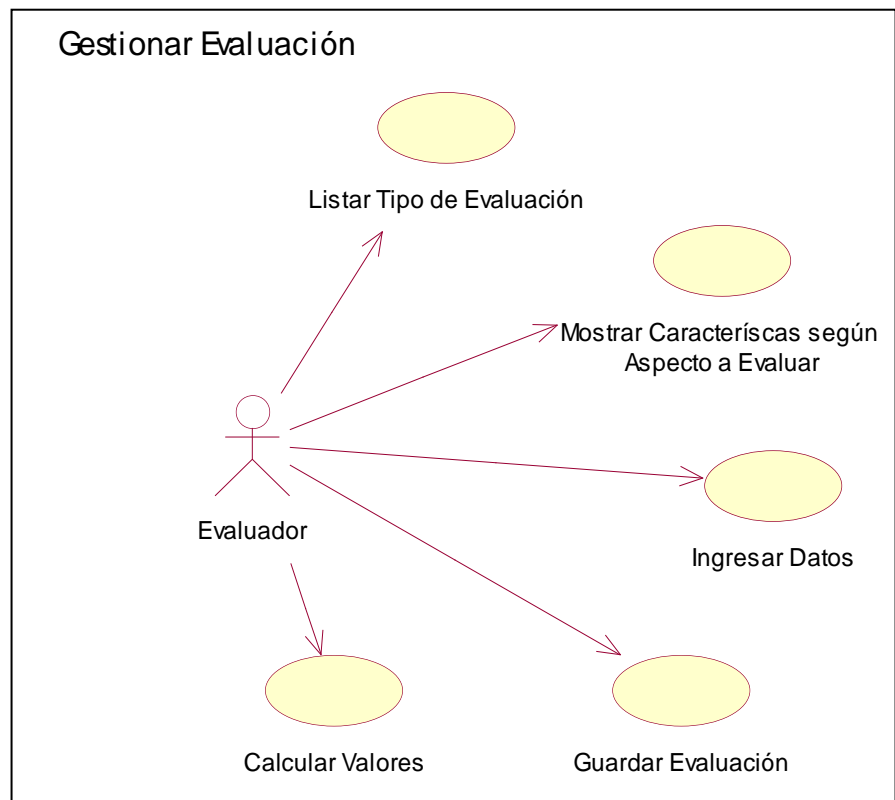 Gestionar Evaluación
Listar Tipo de Evaluación
Mostrar Caracteríscas según
Aspecto a Evaluar
Evaluador
Ingresar Datos
Calcular Valores
Guardar Evaluación